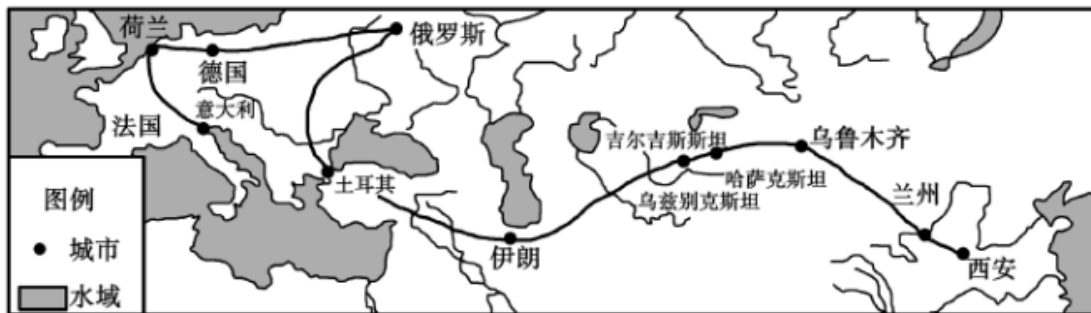 荷兰
俄罗斯
德国
意大利
法国
土耳其
伊朗
吉尔吉斯斯坦
哈萨克斯坦
乌兹别克斯坦
乌鲁木齐
兰州
西安
图例
城市
水域